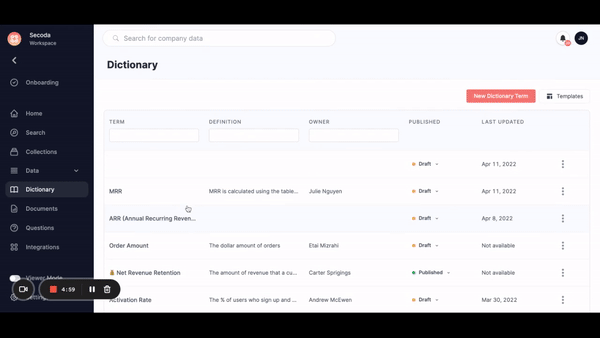 Secoda
Workspace
Search for company data
JN
Dictionary
Onboarding
New Dictionary Term
Templates
Home
Search
Collections
Data
Dictionary
Documents
Questions
Integrations
Viewer Mode
4:59
TERM DEFINITION OWNER PUBLISHED LAST UPDATED
Draft Apr 11, 2022
MRR MRR is calculated using the table... Julie Nguyen Draft Apr 11, 2022
ARR (Annual Recurring Reven... Draft Apr 8, 2022
Order Amount The dollar amount of orders Etai Mizrahi Draft Not available
Net Revenue Retention The amount of revenue that a cu... Carter Sprigings Published Not available
Activation Rate The % of users who sign up and ... Andrew McEwen Draft Mar 30, 2022